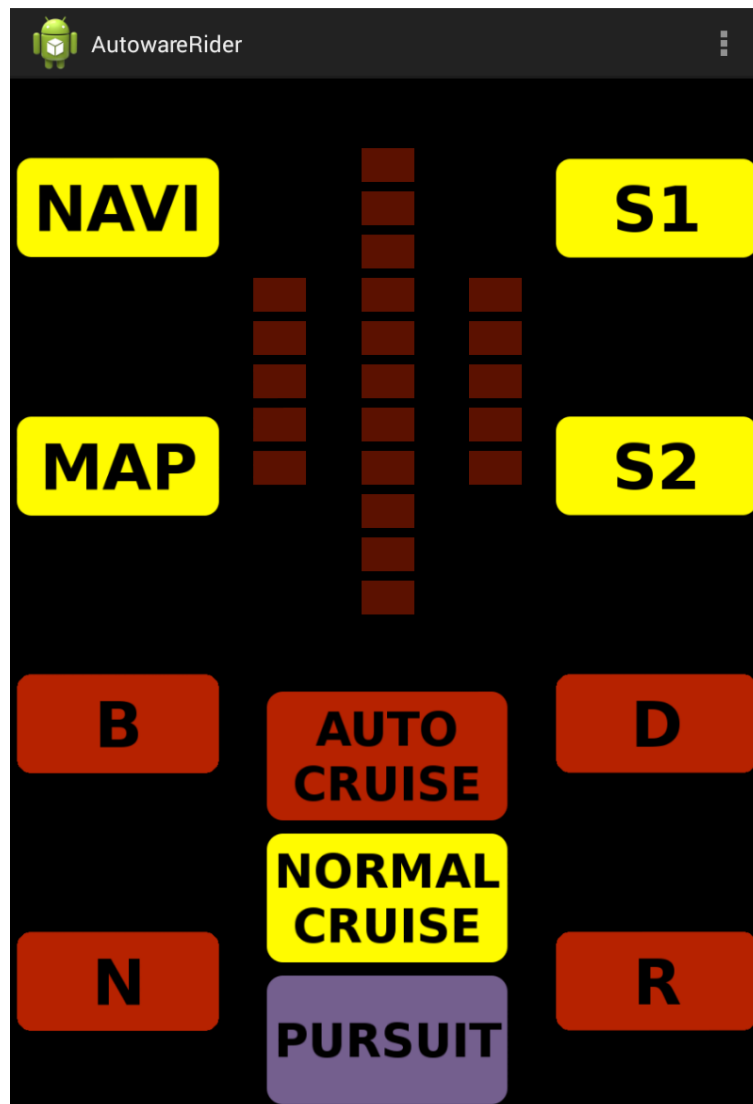 AutowareRider
NAVI
S1
MAP
S2
B
AUTO
CRUISE
D
NORMAL
CRUISE
N
R
PURSUIT